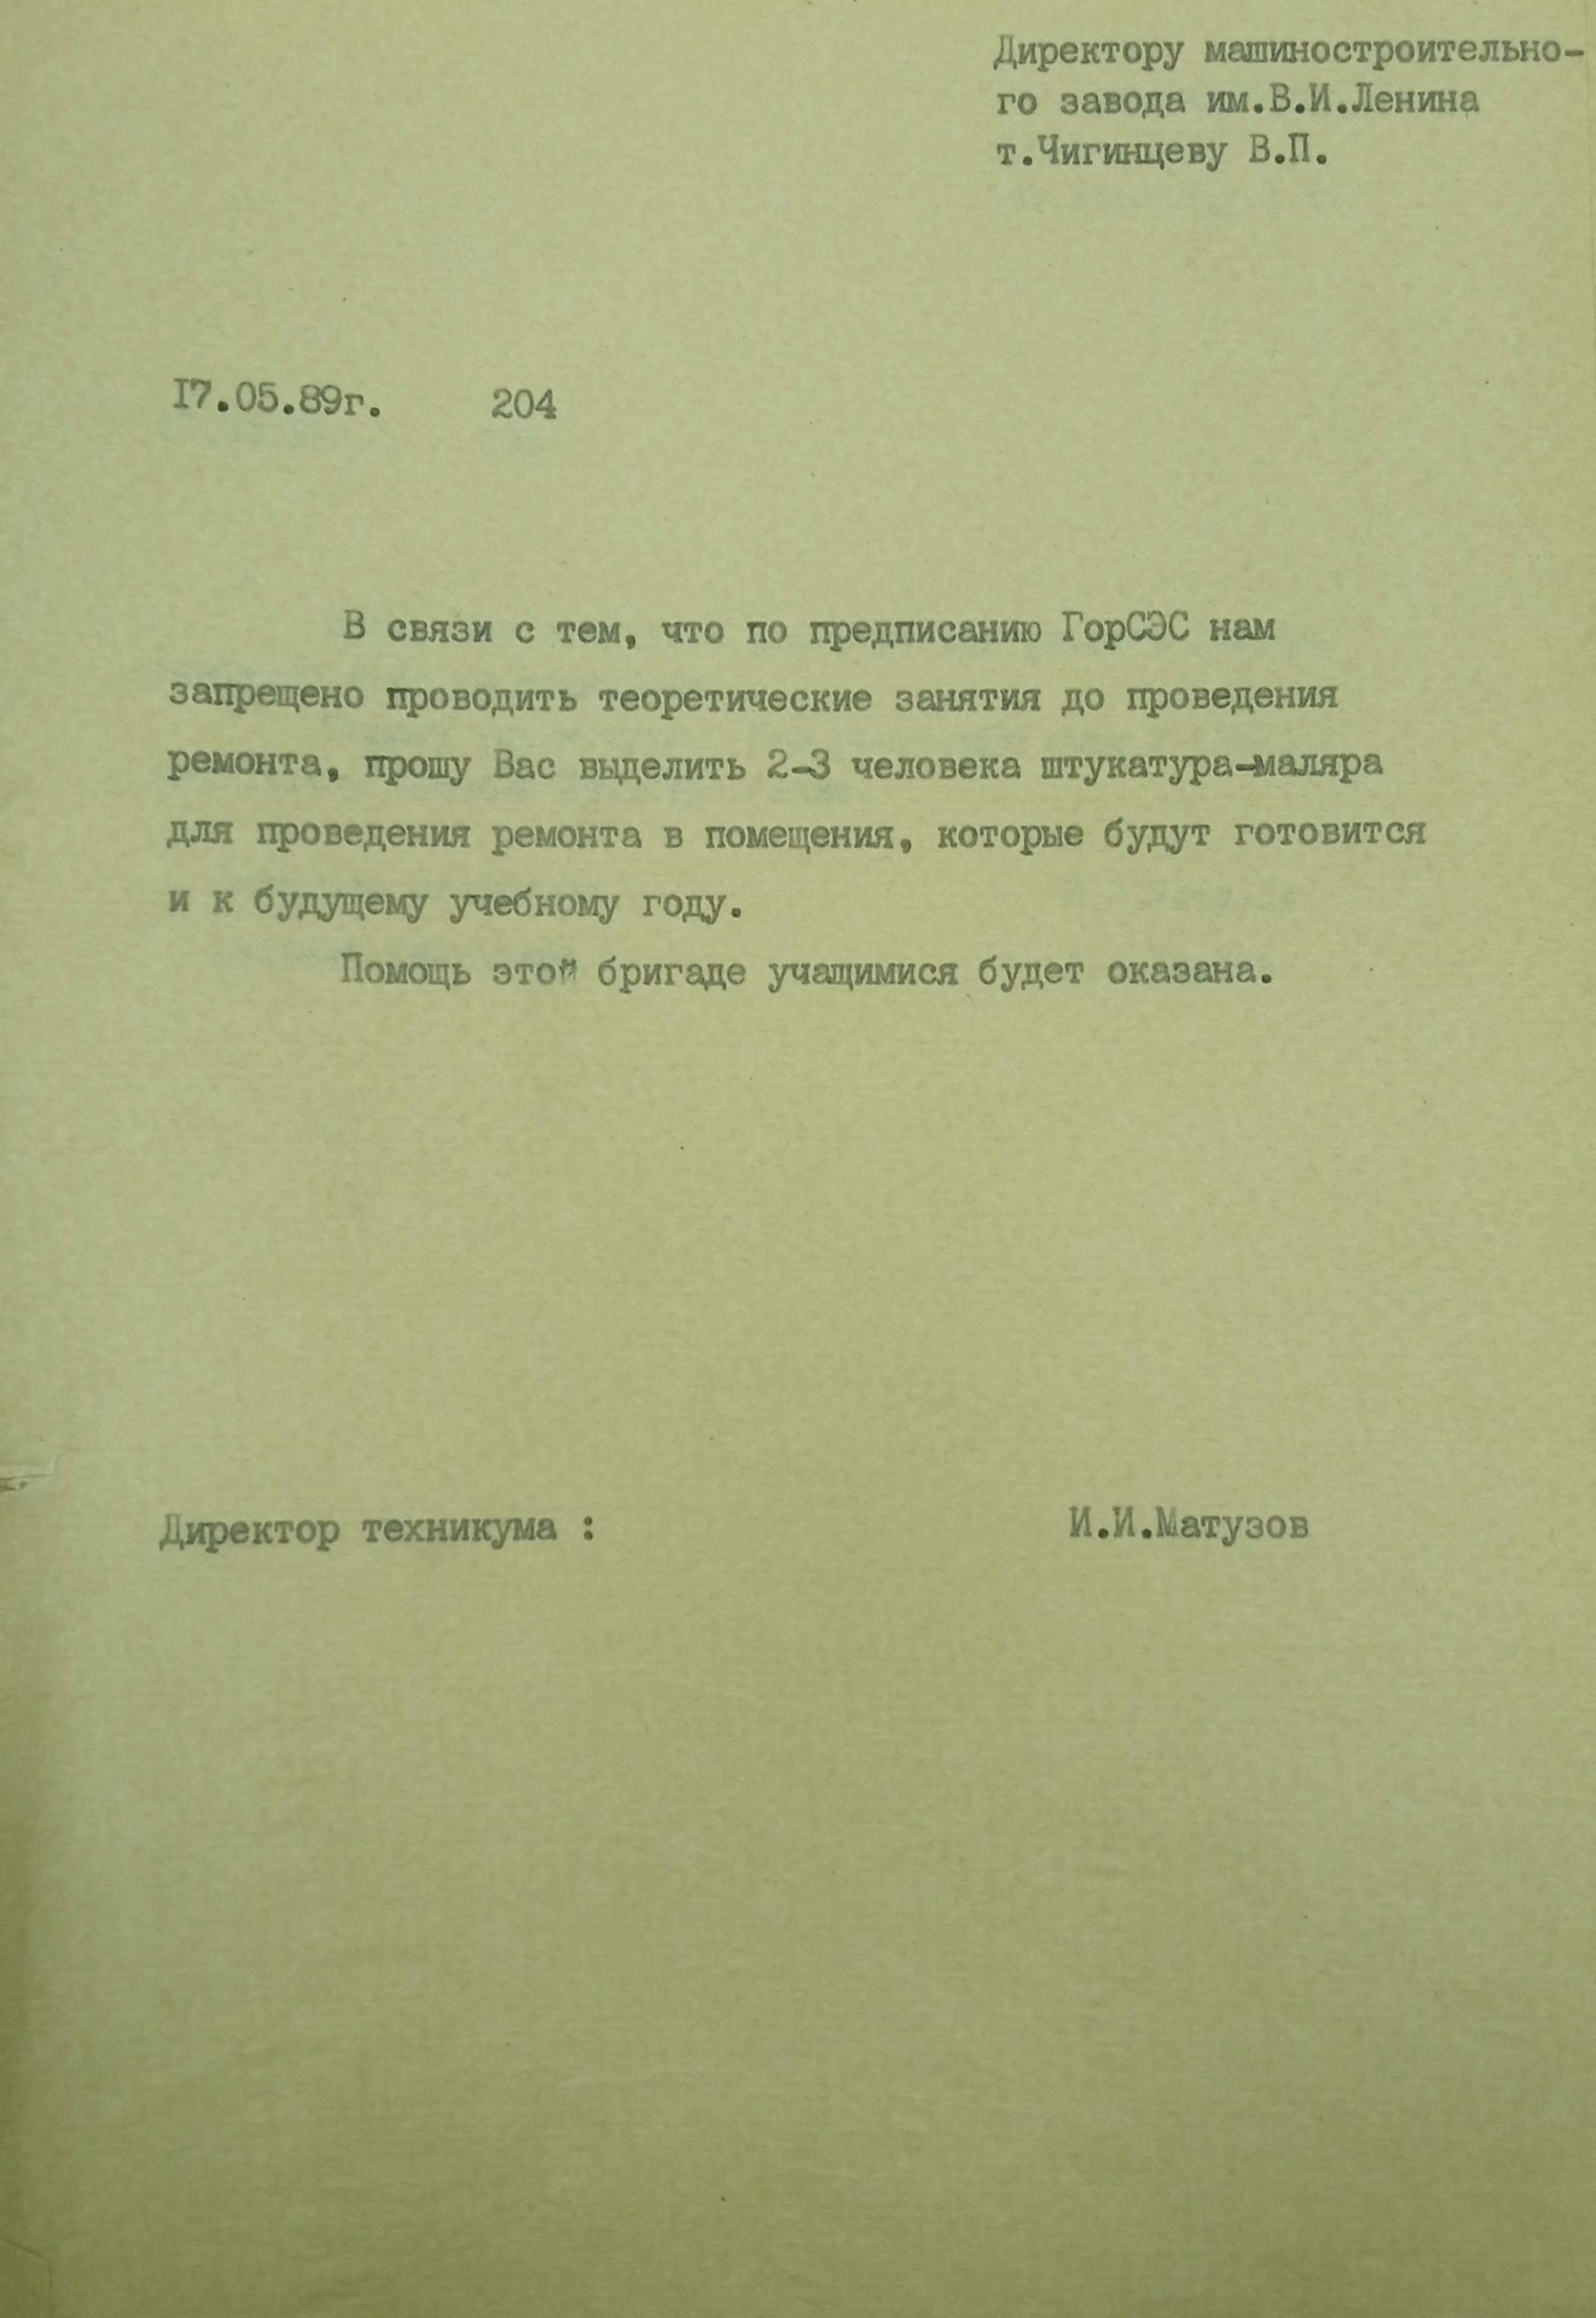 Директору машиностроительно-
го завода им.В.И.Ленина
т.Чигинцеву В.П.
I7.05.89г. 204
В связи с тем, что по предписанию ГорСЭС нам
запрещено проводить теоретические занятия до проведения
ремонта, прошу Вас выделить 2-3 человека штукатура-маляра
для проведения ремонта в помещения, которые будут готовится
и к будущему учебному году.
Помощь этой бригаде учащимися будет оказана.
Директор техникума : И.И.Матузов